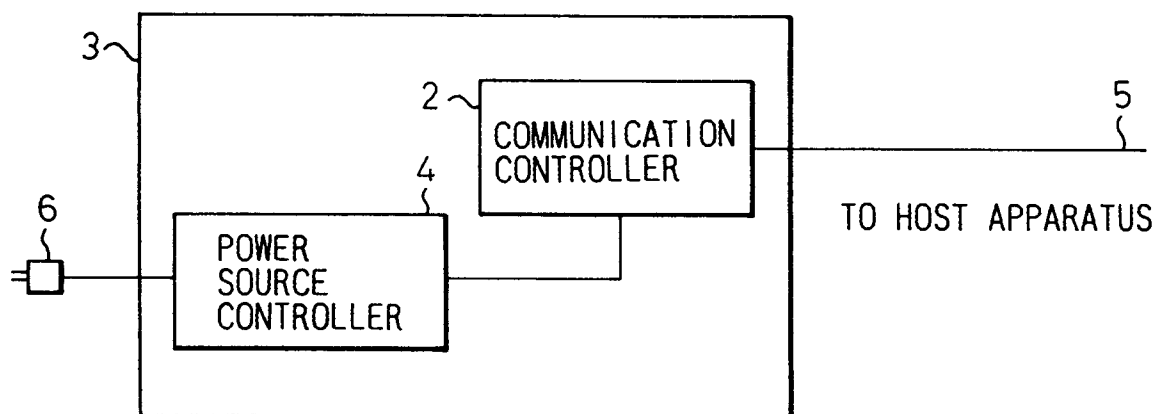 3
2
COMMUNICATION
CONTROLLER
5
TO HOST APPARATUS
4
POWER
SOURCE
CONTROLLER
6